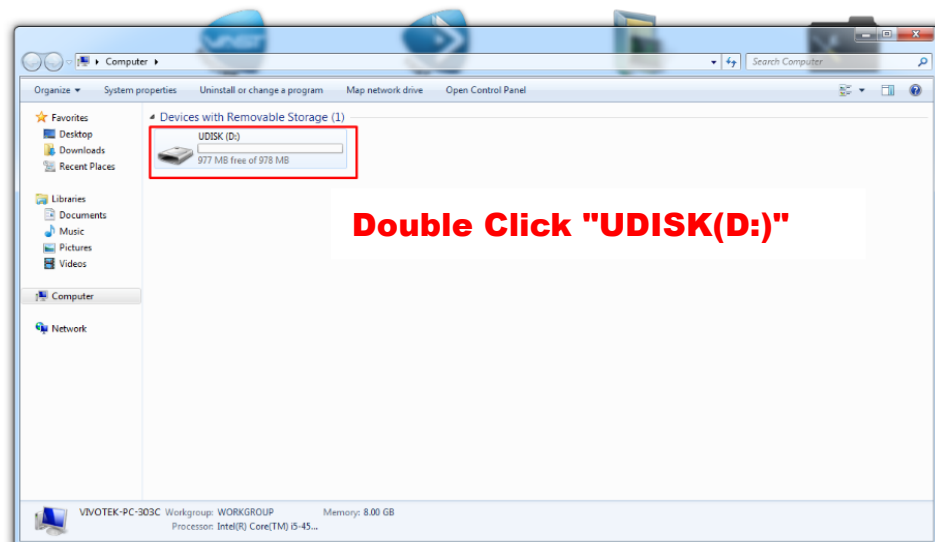 Computer
Search Computer
Organize
System properties
Uninstall or change a program
Map network drive
Open Control Panel
Favorites
Desktop
Downloads
Recent Places
Libraries
Documents
Music
Pictures
Videos
Computer
Network
Devices with Removable Storage (1)
UDISK (D:)
977 MB free of 978 MB
Double Click "UDISK(D:)"
VIVOTEK-PC-303C Workgroup: WORKGROUP Memory: 8.00 GB
Processor: Intel(R) Core(TM) i5-45...